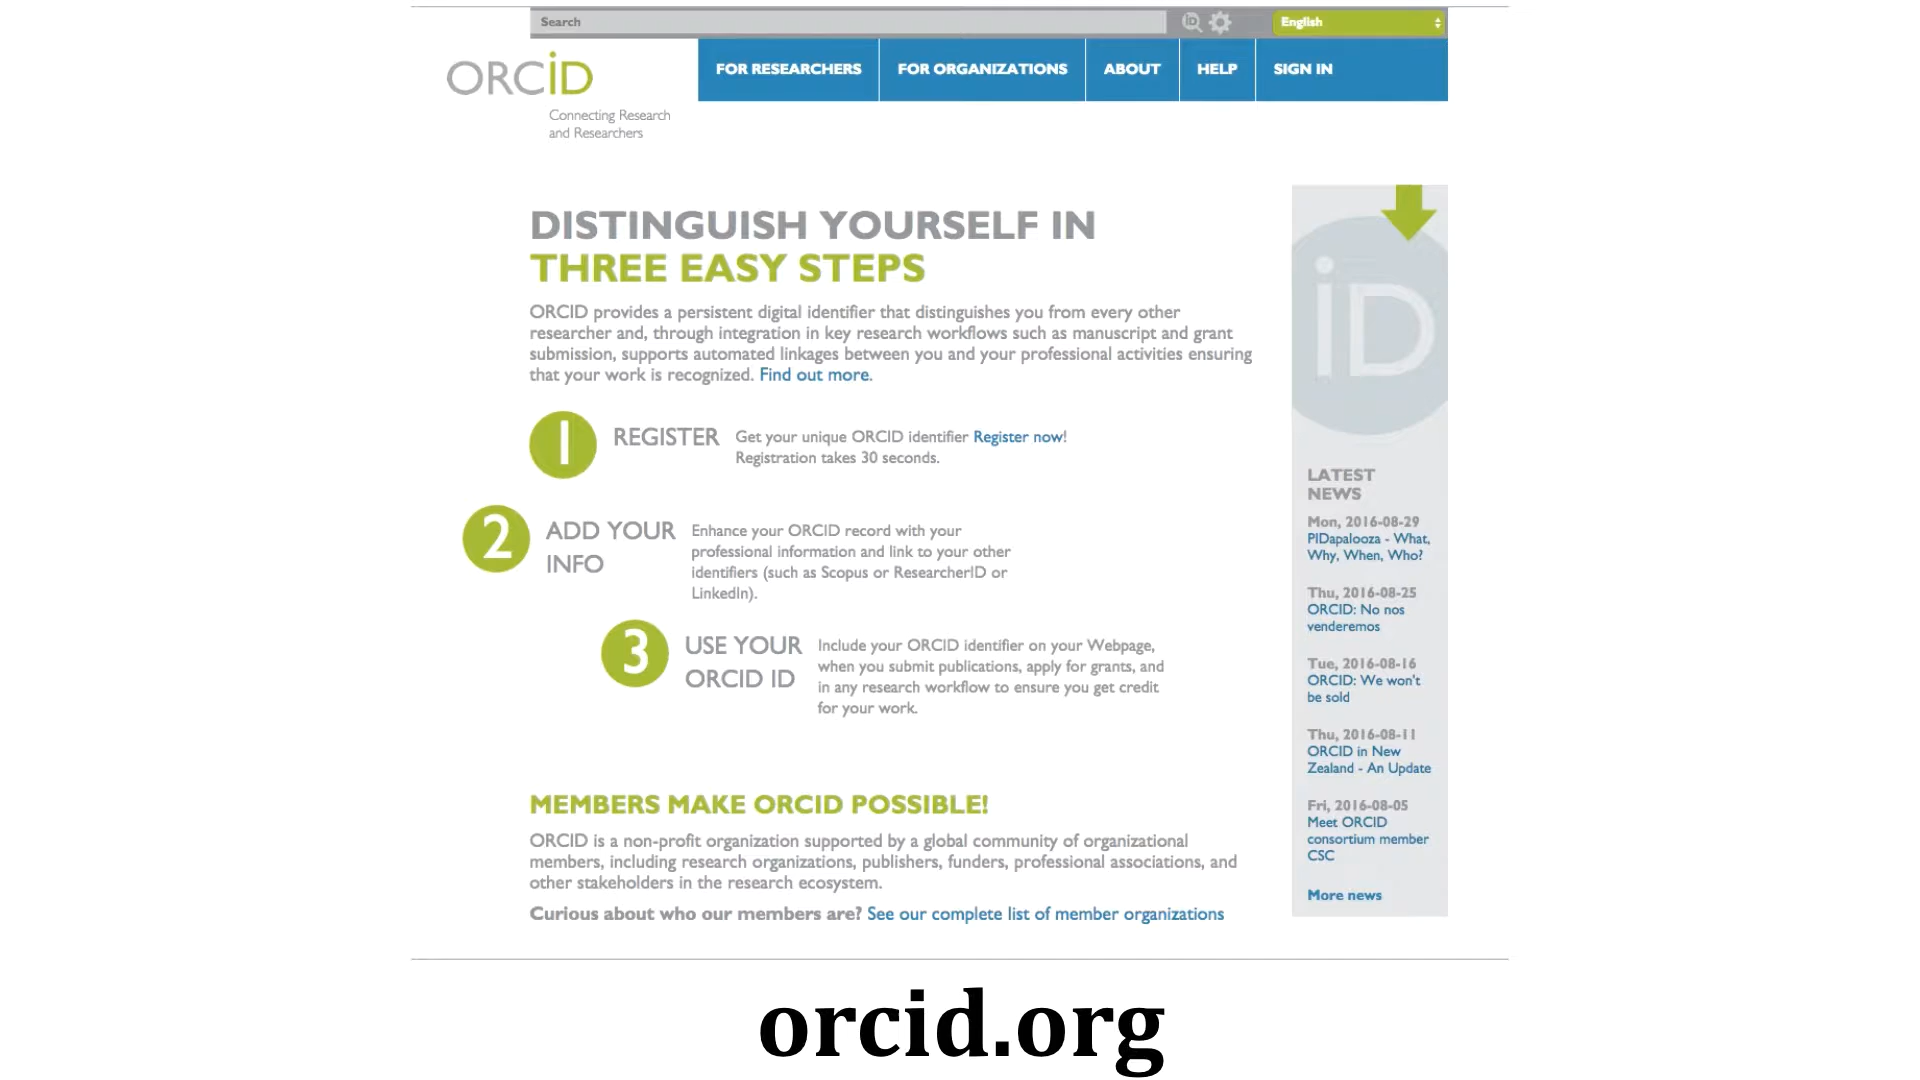 Search
iD
English
ORCID
Connecting Research
and Researchers
FOR RESEARCHERS
FOR ORGANIZATIONS
ABOUT
HELP
SIGN IN
DISTINGUISH YOURSELF IN
THREE EASY STEPS
ORCID provides a persistent digital identifier that distinguishes you from every other
researcher and, through integration in key research workflows such as manuscript and grant
submission, supports automated linkages between you and your professional activities ensuring
that your work is recognized. Find out more.
1
REGISTER
Get your unique ORCID identifier Register now!
Registration takes 30 seconds.
2
ADD YOUR
INFO
Enhance your ORCID record with your
professional information and link to your other
identifiers (such as Scopus or ResearcherID or
LinkedIn).
3
USE YOUR
ORCID ID
Include your ORCID identifier on your Webpage,
when you submit publications, apply for grants, and
in any research workflow to ensure you get credit
for your work.
MEMBERS MAKE ORCID POSSIBLE!
ORCID is a non-profit organization supported by a global community of organizational
members, including research organizations, publishers, funders, professional associations, and
other stakeholders in the research ecosystem.
Curious about who our members are? See our complete list of member organizations
iD
LATEST
NEWS
Mon, 2016-08-29
PIDapalooza - What,
Why, When, Who?
Thu, 2016-08-25
ORCID: No nos
venderemos
Tue, 2016-08-16
ORCID: We won't
be sold
Thu, 2016-08-11
ORCID in New
Zealand - An Update
Fri, 2016-08-05
Meet ORCID
consortium member
CSC
More news
orcid.org